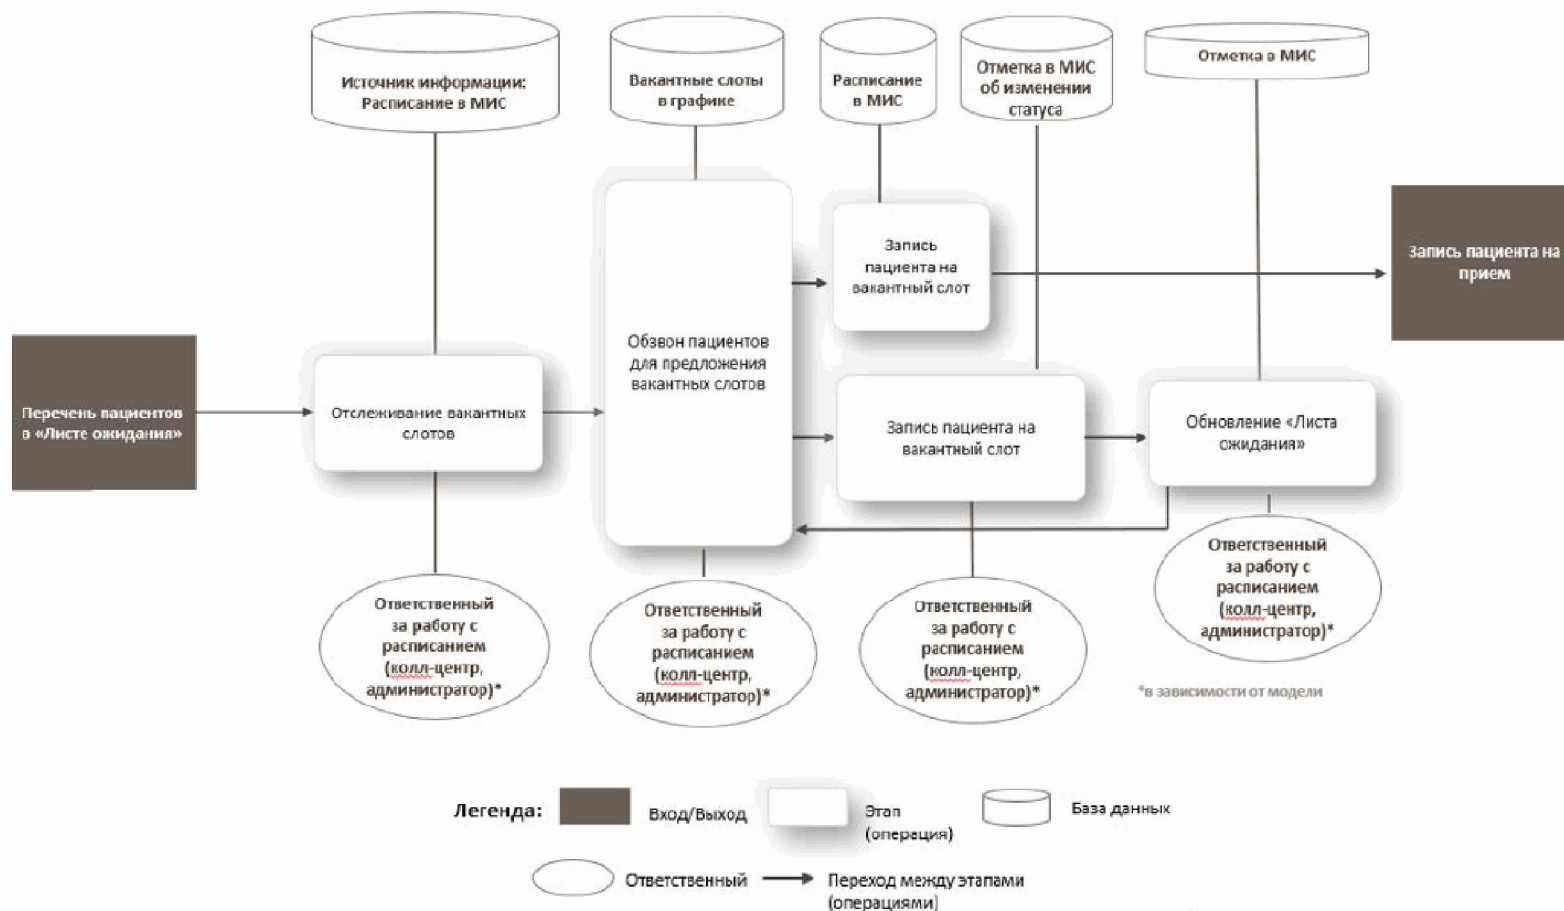 Источник информации:
Расписание в МИС
Вакантные слоты
в графике
Расписание
в МИС
Отметка в МИС
об изменении
статуса
Отметка в МИС
Перечень пациентов
в «Листе ожидания»
Отслеживание вакантных
слотов
Обзвон пациентов
для предложения
вакантных слотов
Запись
пациента на
вакантный слот
Запись пациента на
прием
Запись пациента на
вакантный слот
Обновление «Листа
ожидания»
Ответственный
за работу с
расписанием
(колл-центр,
администратор)*
Ответственный
за работу с
расписанием
(колл-центр,
администратор)*
Ответственный
за работу с
расписанием
(колл-центр,
администратор)*
Ответственный
за работу с
расписанием
(колл-центр,
администратор)*
*в зависимости от модели
Легенда:
Вход/Выход
Этап
(операция)
База данных
Ответственный
Переход между этапами
(операциями)